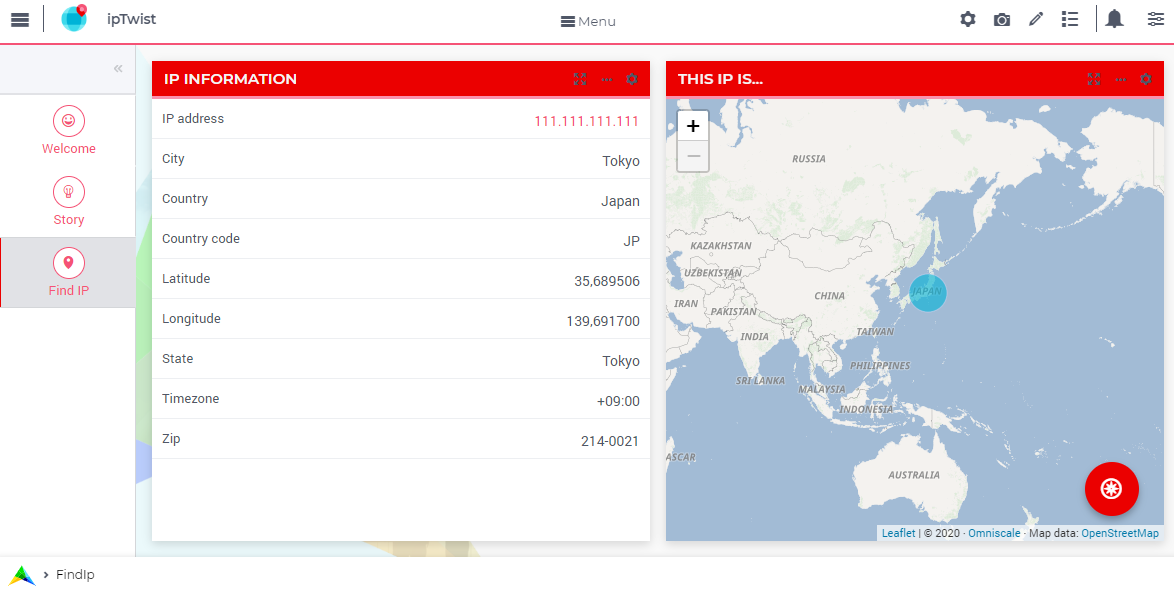 ipTwist
Menu
«
Welcome
Story
Find IP
IP INFORMATION
IP address 111.111.111.111
City Tokyo
Country Japan
Country code JP
Latitude 35,689506
Longitude 139,691700
State Tokyo
Timezone +09:00
Zip 214-0021
THIS IP IS...
+
−
RUSSIA
KAZAKHSTAN
UZBEKISTAN
JAPAN
CHINA
IRAN
PAKISTAN
TAIWAN
INDIA
PHILIPPINES
SRI LANKA
MALAYSIA
INDONESIA
ASCAR
AUSTRALIA
Leaflet | © 2020 · Omniscale · Map data: OpenStreetMap
› FindIp